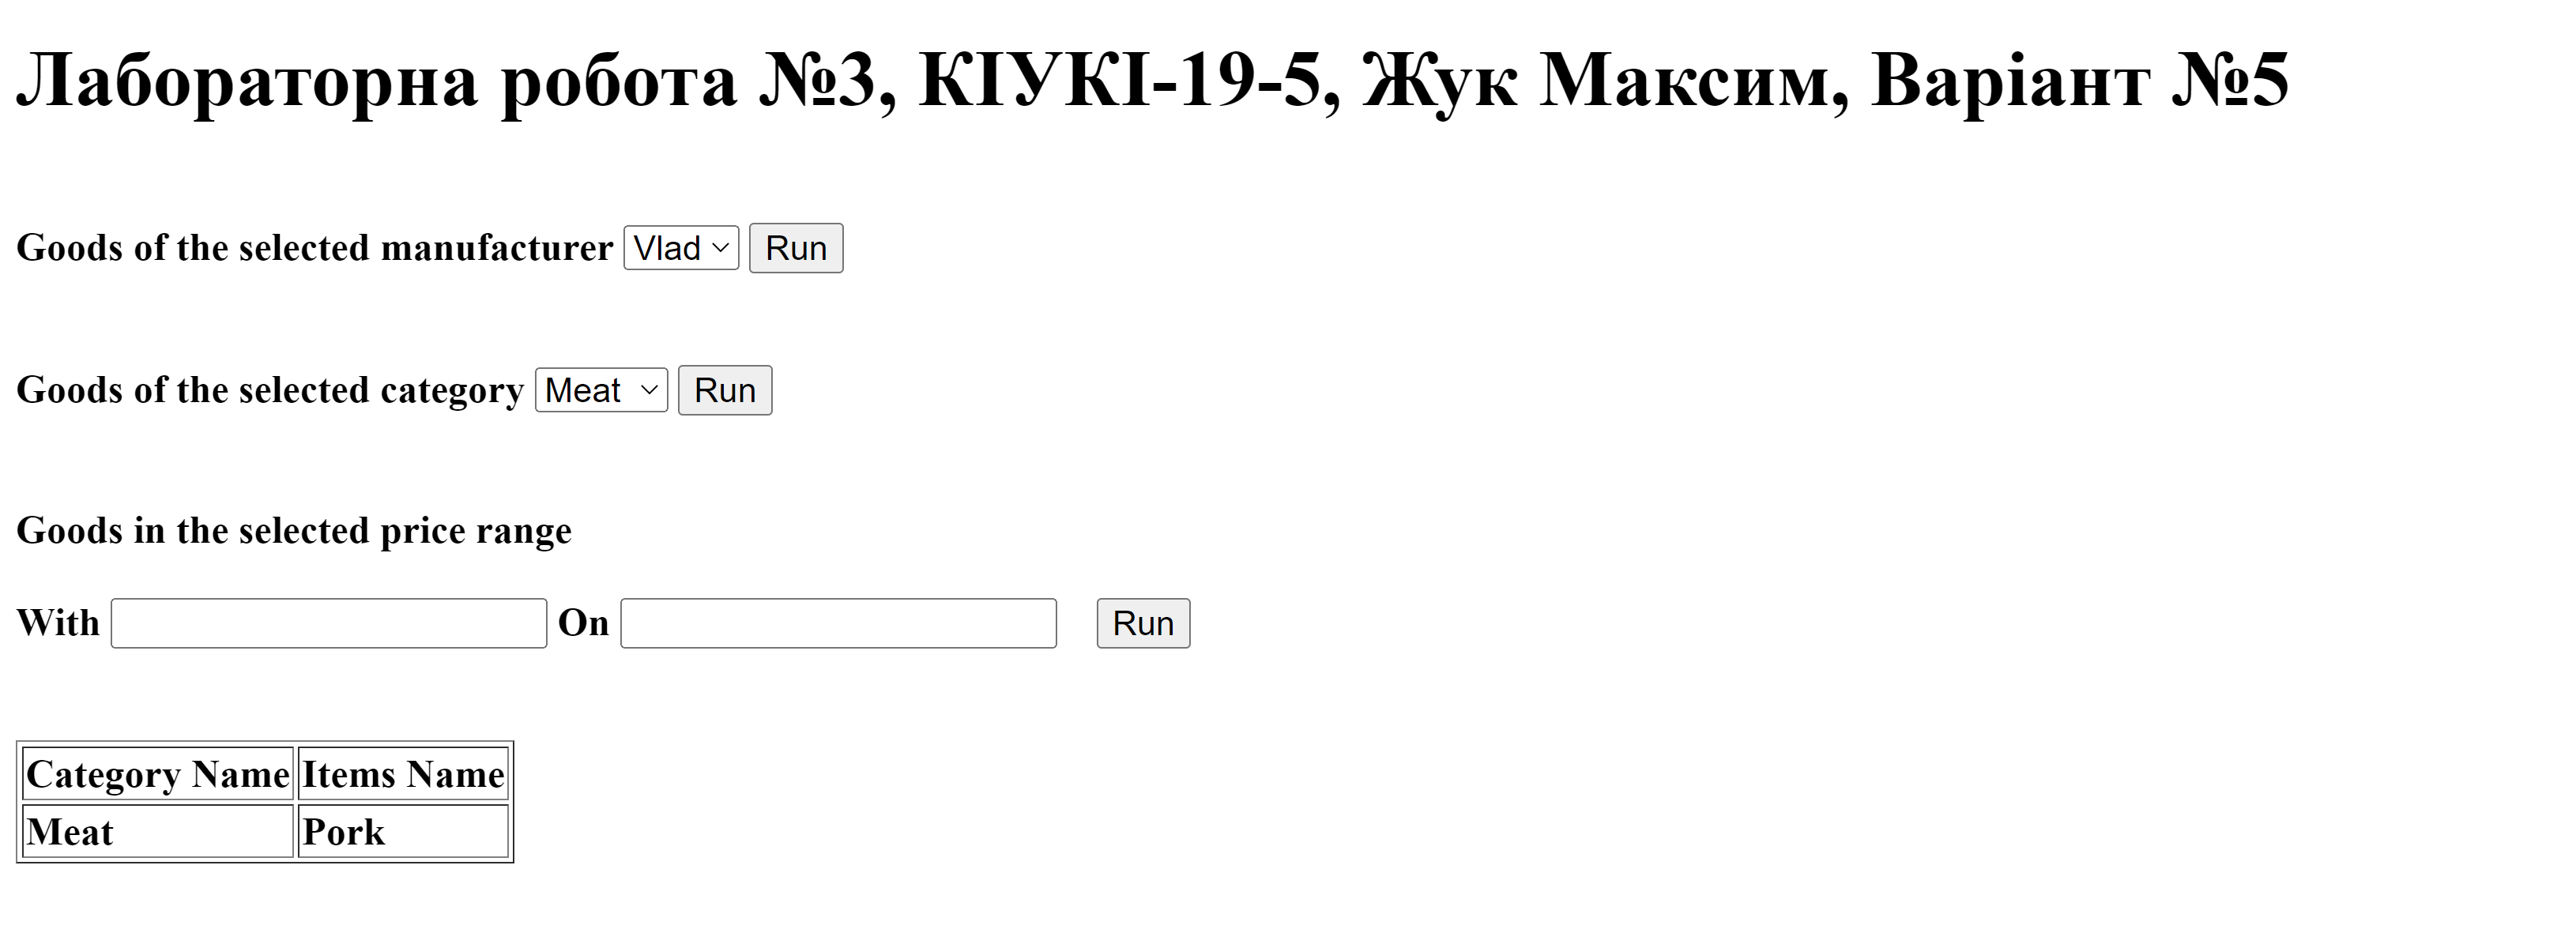 Лабораторна робота №3, КІУКІ-19-5, Жук Максим, Варіант №5
Goods of the selected manufacturer Vlad Run
Goods of the selected category Meat Run
Goods in the selected price range
With On Run
Category Name Items Name
Meat Pork